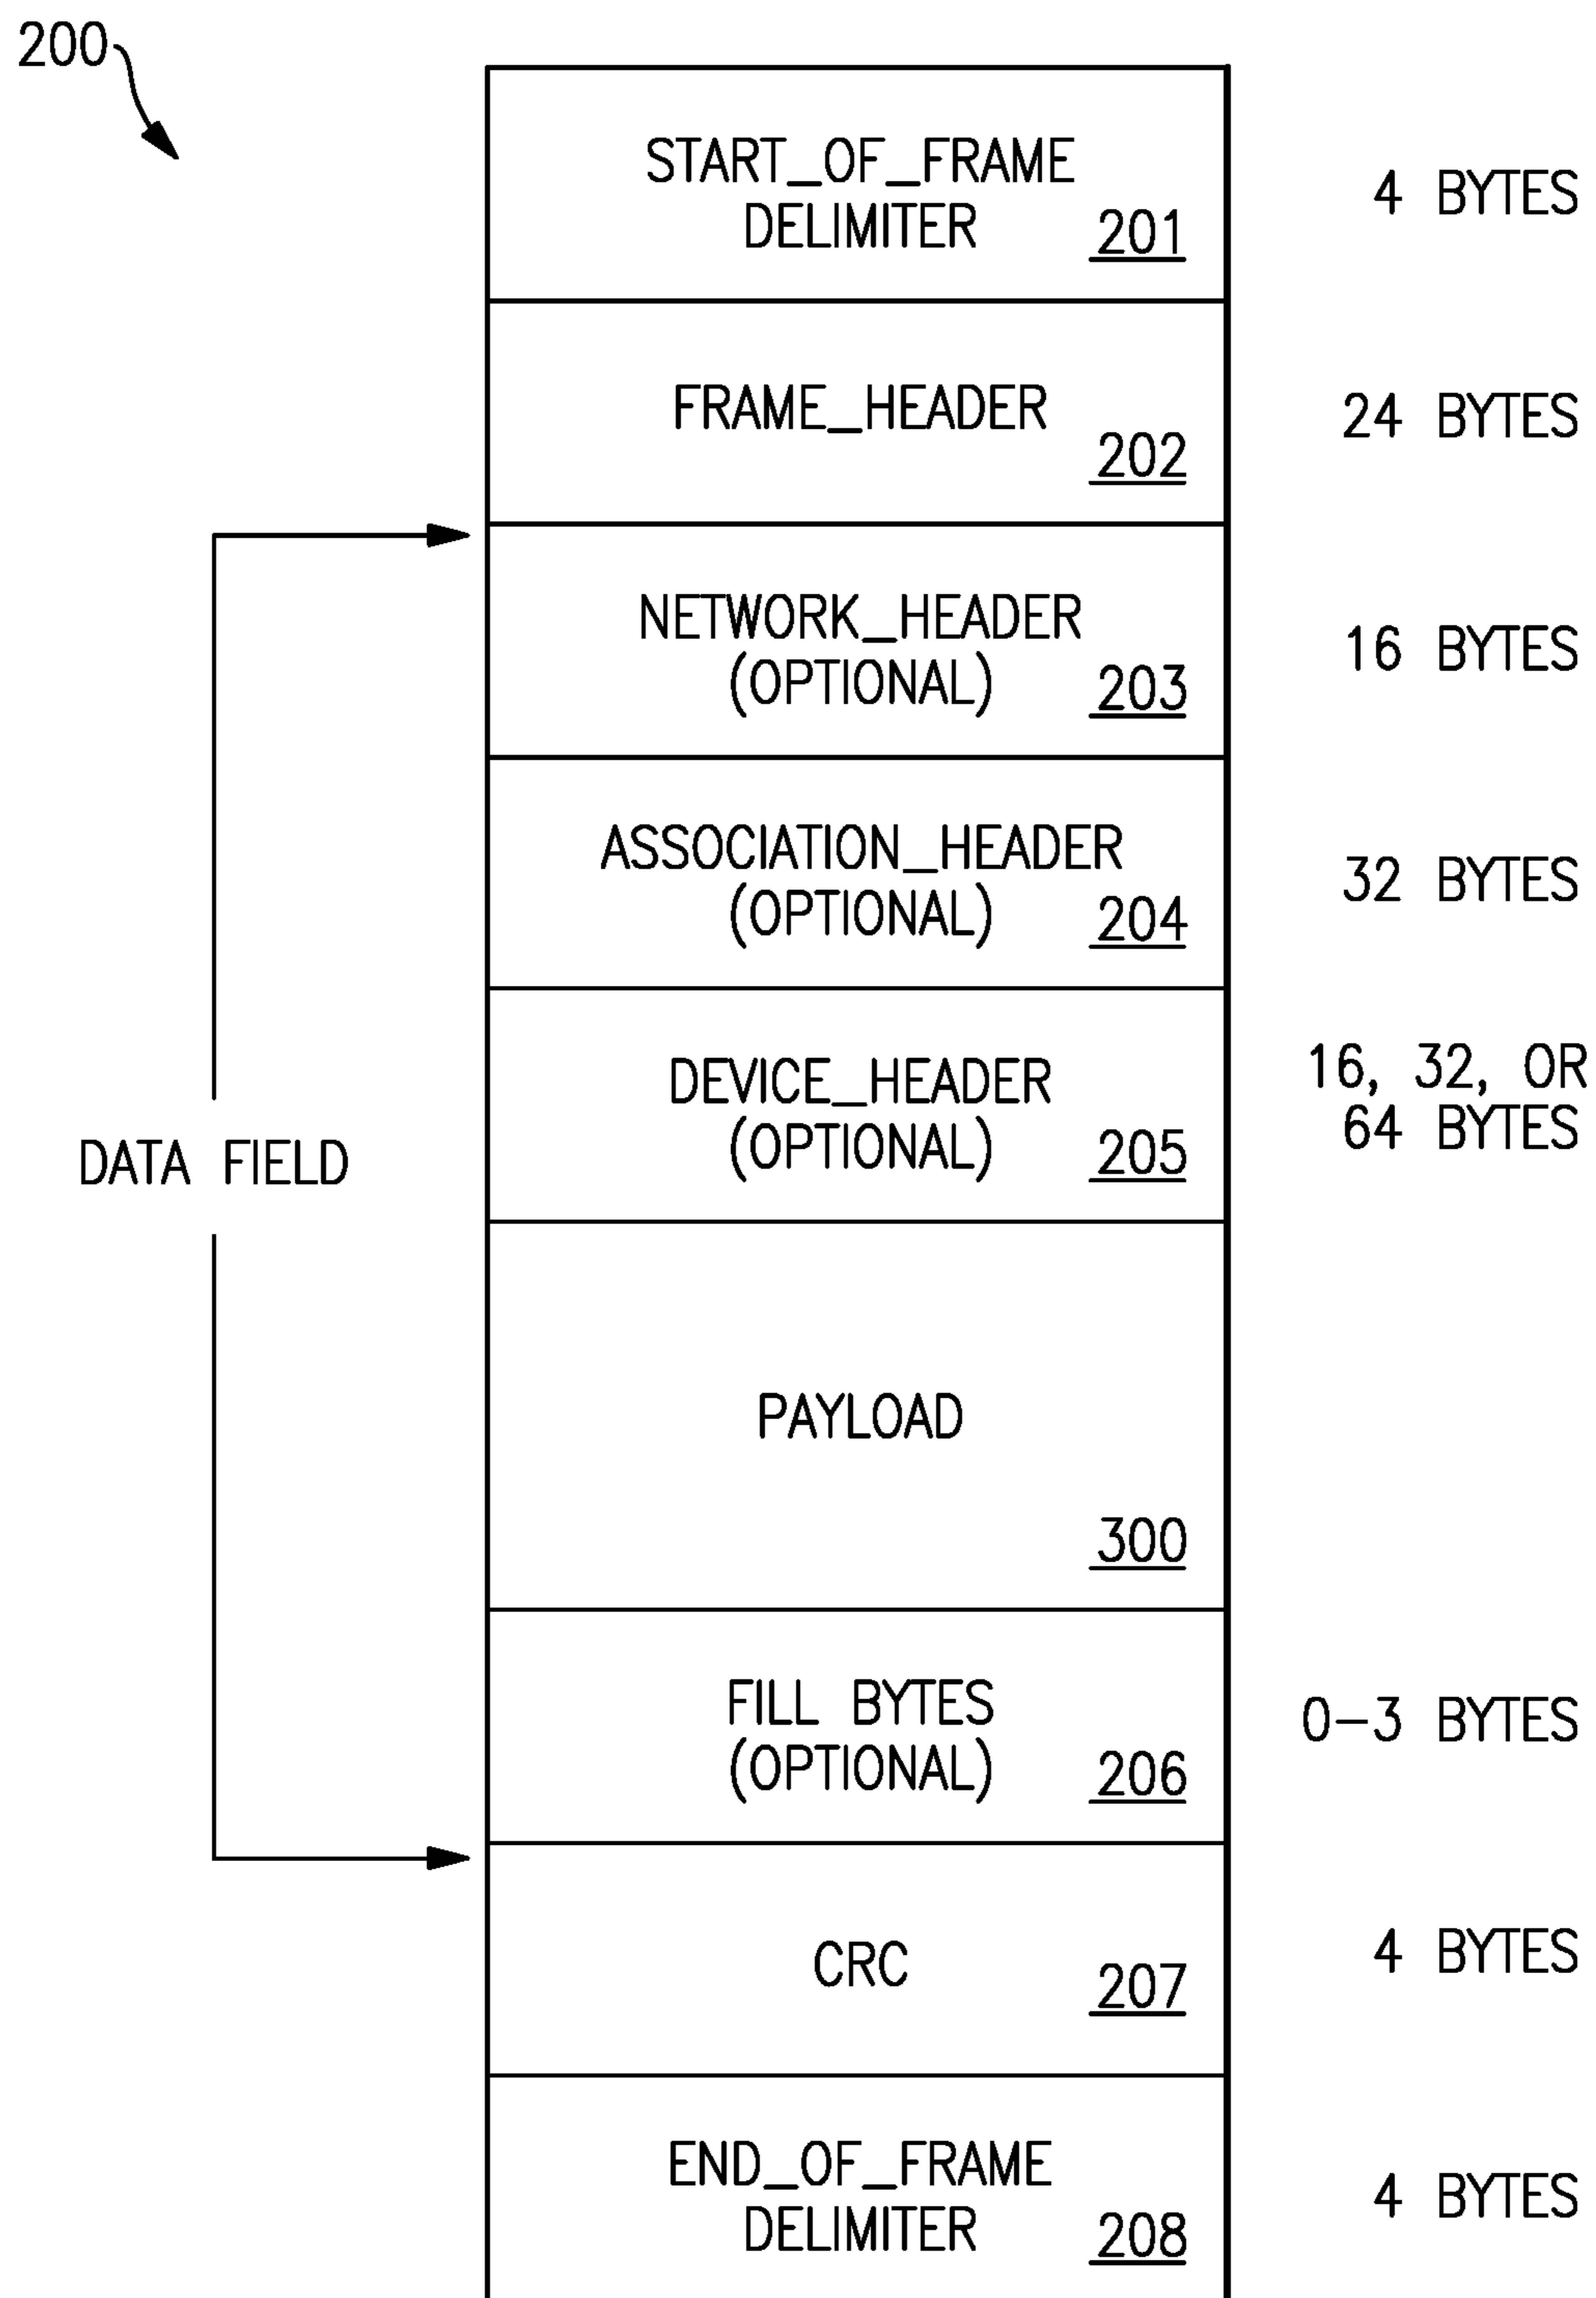 200
START_OF_FRAME
DELIMITER 201
4 BYTES
FRAME_HEADER
202
24 BYTES
NETWORK_HEADER
(OPTIONAL) 203
16 BYTES
ASSOCIATION_HEADER
(OPTIONAL) 204
32 BYTES
DEVICE_HEADER
(OPTIONAL) 205
16, 32, OR
64 BYTES
DATA FIELD
PAYLOAD
300
FILL BYTES
(OPTIONAL) 206
0-3 BYTES
CRC 207
4 BYTES
END_OF_FRAME
DELIMITER 208
4 BYTES